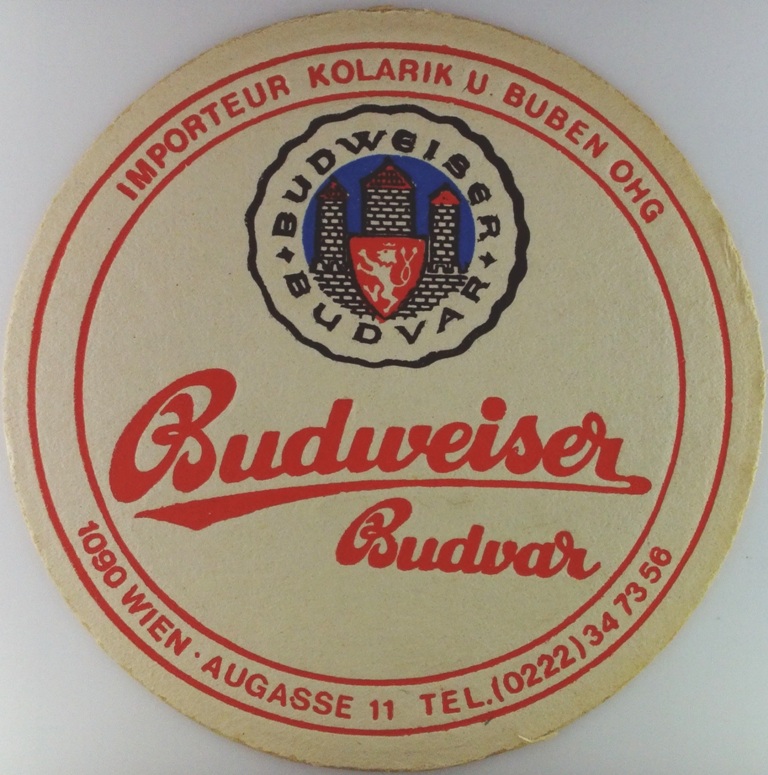 IMPORTEUR KOLARIK U. BUBEN OHG
BUDWEISER
BUDVAR
Budweiser
Budvar
1090 WIEN · AUGASSE 11 TEL.(0222) 34 73 56